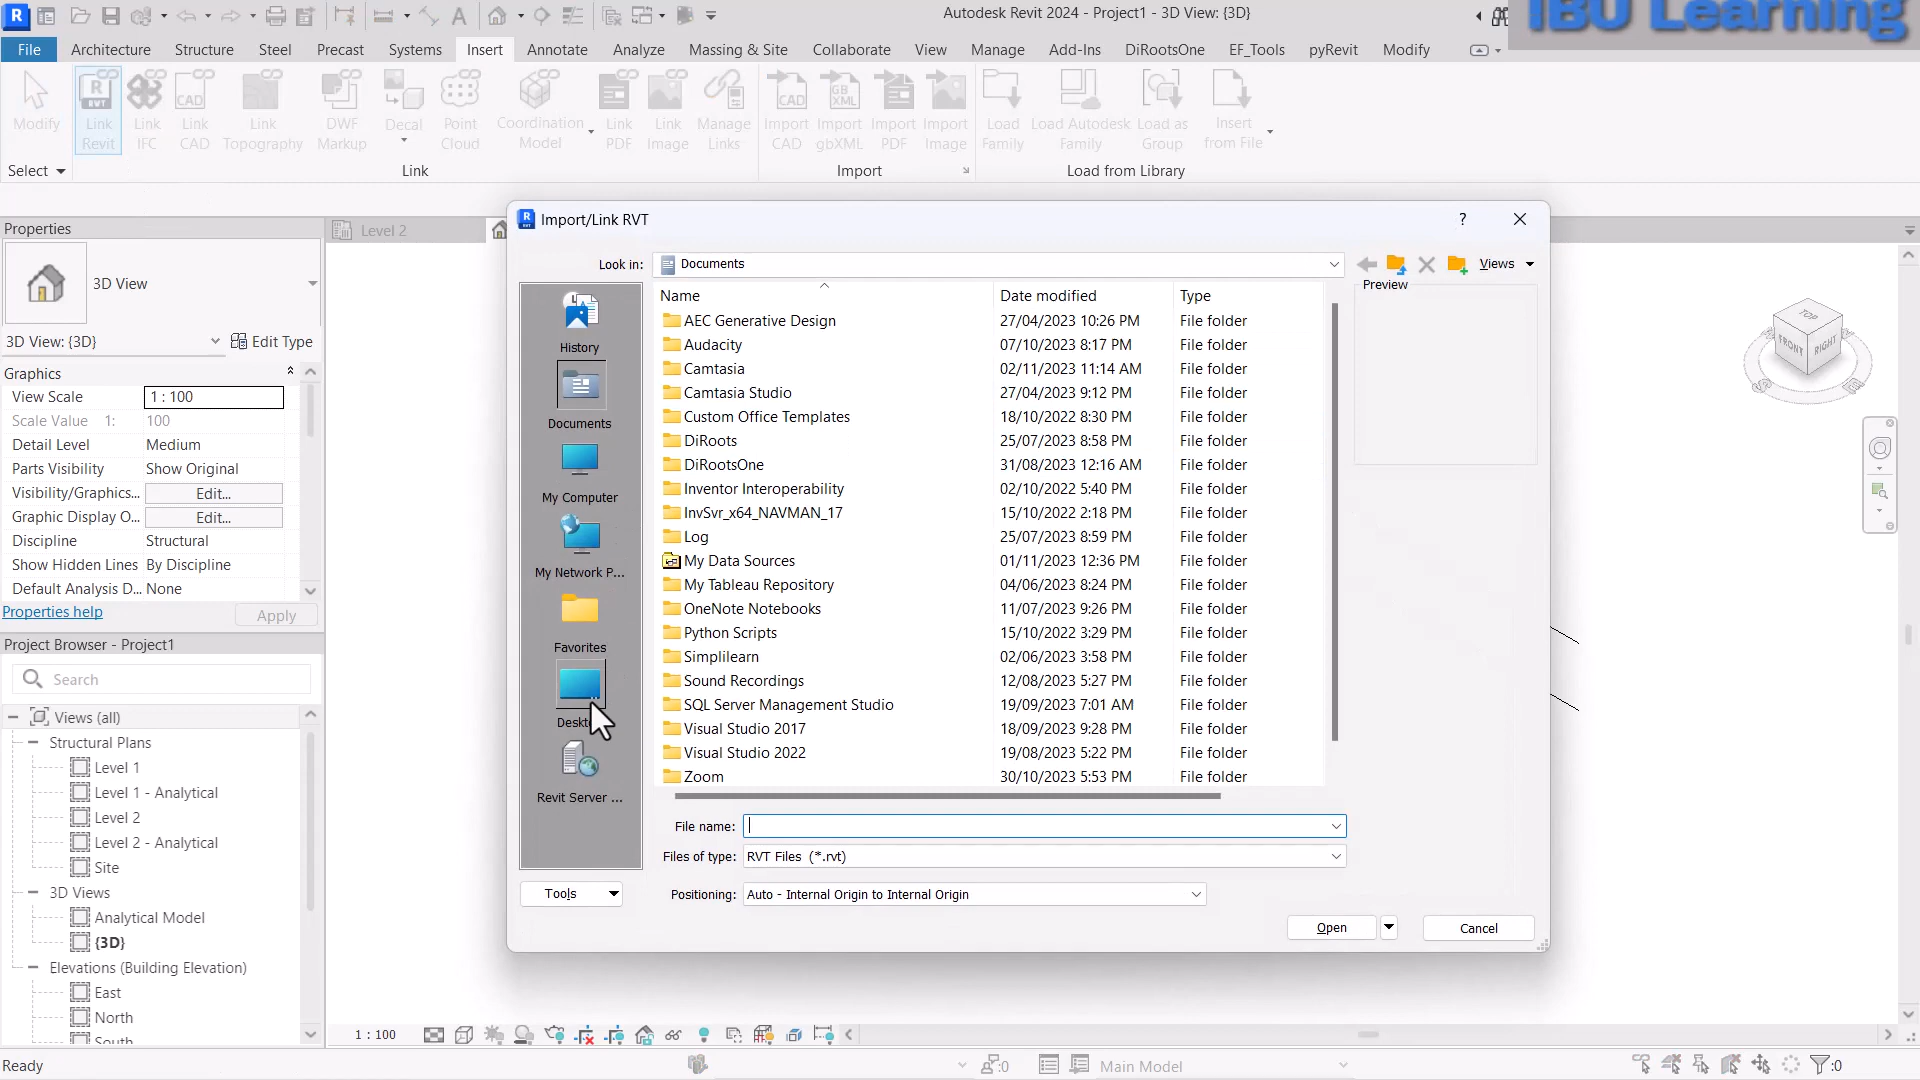 Autodesk Revit 2024 - Project1 - 3D View: {3D}
IBU Learning
File Architecture Structure Steel Precast Systems Insert Annotate Analyze Massing & Site Collaborate View Manage Add-Ins DiRootsOne EF_Tools pyRevit Modify
Modify
Link Revit
Link IFC
Link CAD
Link Topography
DWF Markup
Decal
Point Cloud
Coordination Model
Link PDF
Link Image
Manage Links
Import CAD
Import gbXML
Import PDF
Import Image
Load Family
Load Autodesk Family
Load as Group
Insert from File
Select Link Import Load from Library
Properties
3D View
3D View: {3D} Edit Type
Graphics
View Scale 1 : 100
Scale Value 1: 100
Detail Level Medium
Parts Visibility Show Original
Visibility/Graphics... Edit...
Graphic Display O... Edit...
Discipline Structural
Show Hidden Lines By Discipline
Default Analysis D... None
Properties help Apply
Project Browser - Project1
Search
Views (all)
Structural Plans
Level 1
Level 1 - Analytical
Level 2
Level 2 - Analytical
Site
3D Views
Analytical Model
{3D}
Elevations (Building Elevation)
East
North
South
Level 2
Import/Link RVT ?
Look in: Documents Views
History
Documents
My Computer
My Network P...
Favorites
Revit Server ...
Name Date modified Type
AEC Generative Design 27/04/2023 10:26 PM File folder
Audacity 07/10/2023 8:17 PM File folder
Camtasia 02/11/2023 11:14 AM File folder
Camtasia Studio 27/04/2023 9:12 PM File folder
Custom Office Templates 18/10/2022 8:30 PM File folder
DiRoots 25/07/2023 8:58 PM File folder
DiRootsOne 31/08/2023 12:16 AM File folder
Inventor Interoperability 02/10/2022 5:40 PM File folder
InvSvr_x64_NAVMAN_17 15/10/2022 2:18 PM File folder
Log 25/07/2023 8:59 PM File folder
My Data Sources 01/11/2023 12:36 PM File folder
My Tableau Repository 04/06/2023 8:24 PM File folder
OneNote Notebooks 11/07/2023 9:26 PM File folder
Python Scripts 15/10/2022 3:29 PM File folder
Simplilearn 02/06/2023 3:58 PM File folder
Sound Recordings 12/08/2023 5:27 PM File folder
SQL Server Management Studio 19/09/2023 7:01 AM File folder
Visual Studio 2017 18/09/2023 9:28 PM File folder
Visual Studio 2022 19/08/2023 5:22 PM File folder
Zoom 30/10/2023 5:53 PM File folder
Preview
File name:
Files of type: RVT Files (*.rvt)
Tools Positioning: Auto - Internal Origin to Internal Origin
Open Cancel
TOP
FRONT RIGHT
S E
1 : 100
Ready :0 Main Model :0